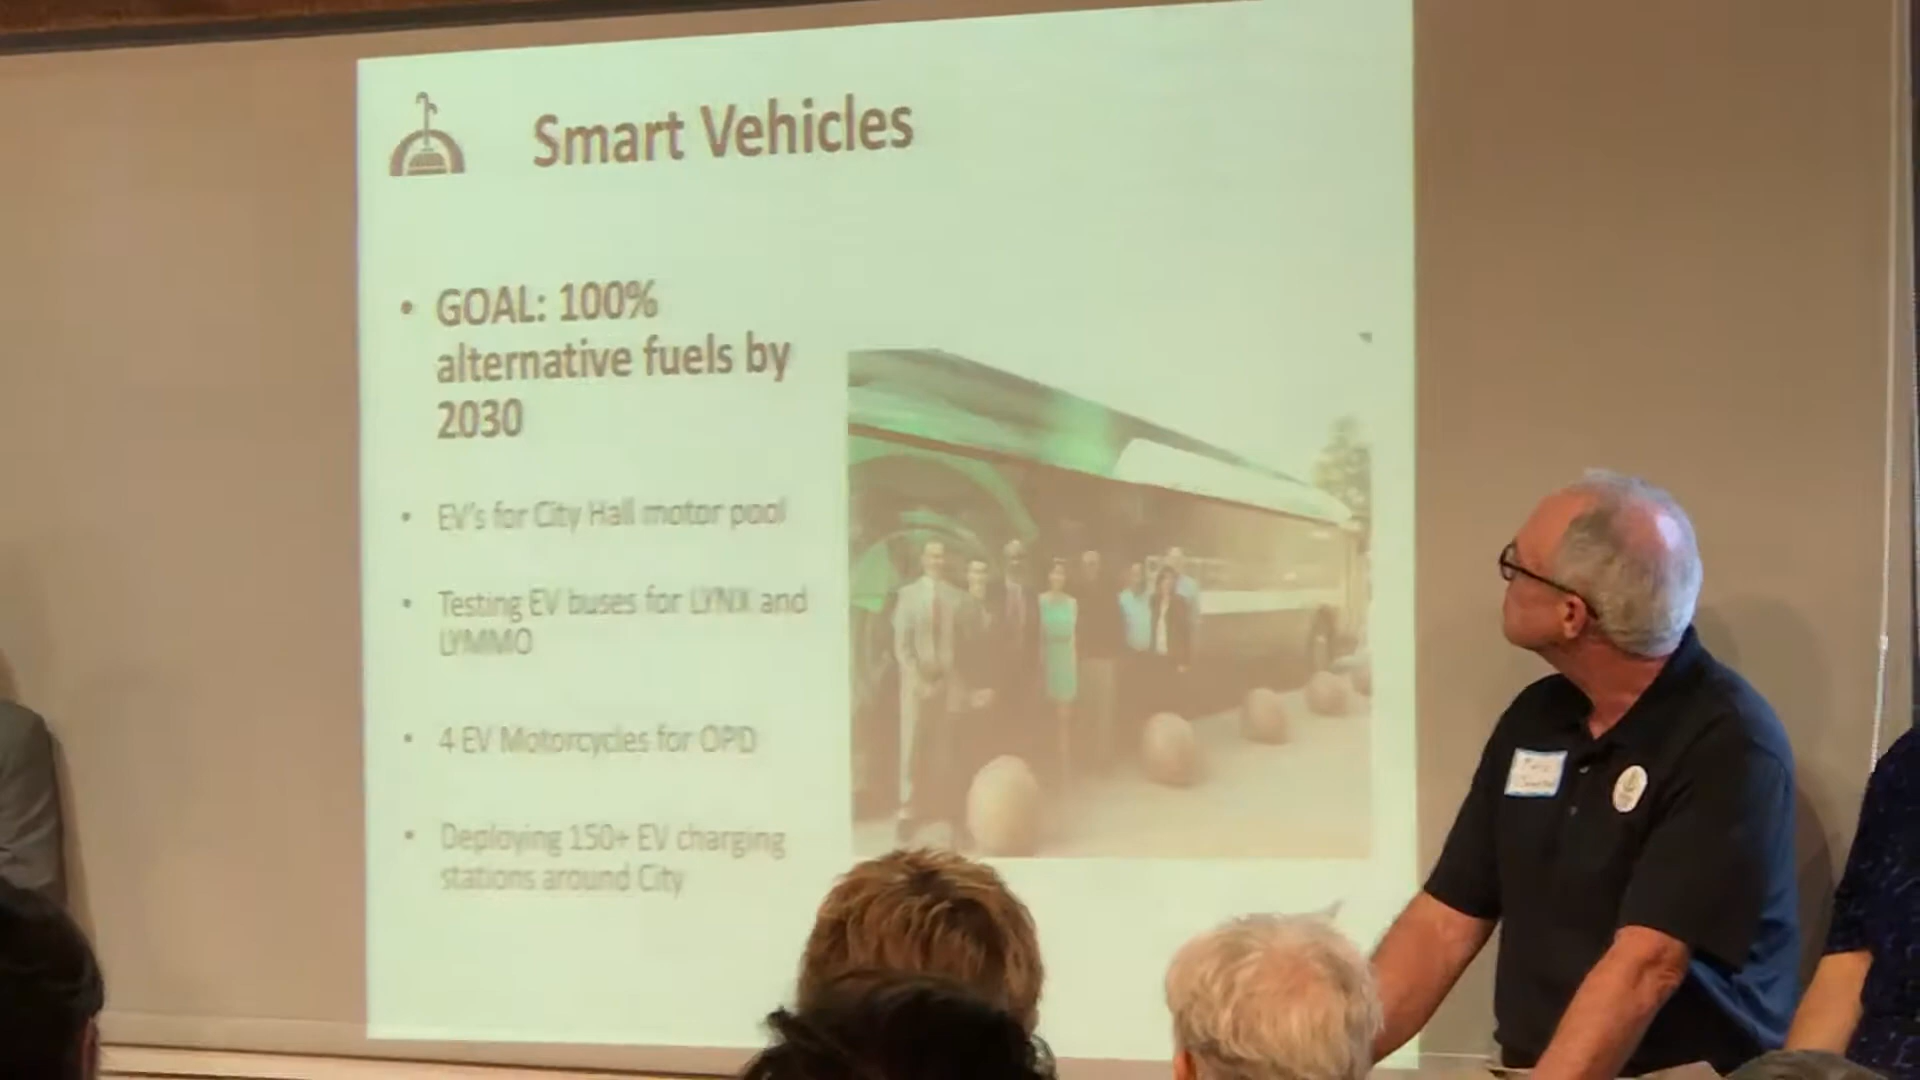 Smart Vehicles
• GOAL: 100%
alternative fuels by
2030
• EV's for City Hall motor pool
• Testing EV buses for LYNX and
LYMMO
• 4 EV Motorcycles for OPD
• Deploying 150+ EV charging
stations around City